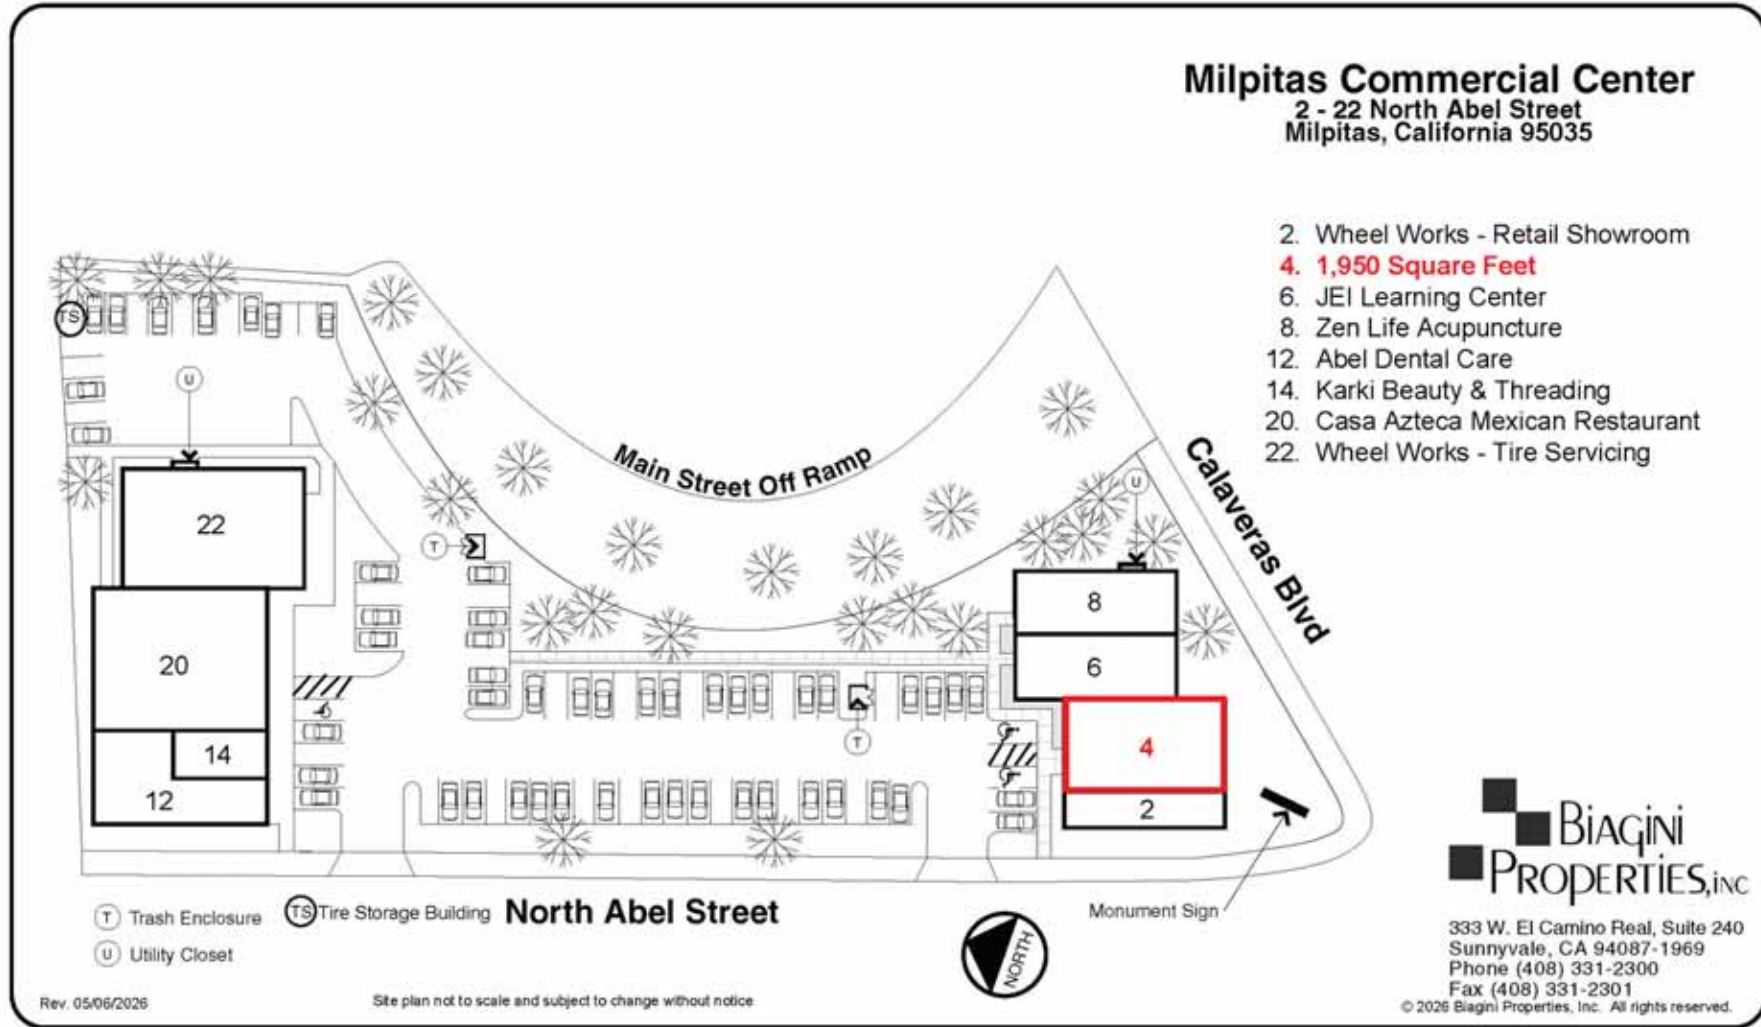 Milpitas Commercial Center
2 - 22 North Abel Street
Milpitas, California 95035
2. Wheel Works - Retail Showroom
4. 1,950 Square Feet
6. JEI Learning Center
8. Zen Life Acupuncture
12. Abel Dental Care
14. Karki Beauty & Threading
20. Casa Azteca Mexican Restaurant
22. Wheel Works - Tire Servicing
TS
U
Main Street Off Ramp
Calaveras Blvd
U
22
T
8
20
6
14
T
4
12
2
T Trash Enclosure
TS Tire Storage Building
North Abel Street
Monument Sign
U Utility Closet
NORTH
BIAGINI
PROPERTIES, INC
333 W. El Camino Real, Suite 240
Sunnyvale, CA 94087-1969
Phone (408) 331-2300
Fax (408) 331-2301
Rev. 05/06/2026
Site plan not to scale and subject to change without notice
© 2026 Biagini Properties, Inc. All rights reserved.